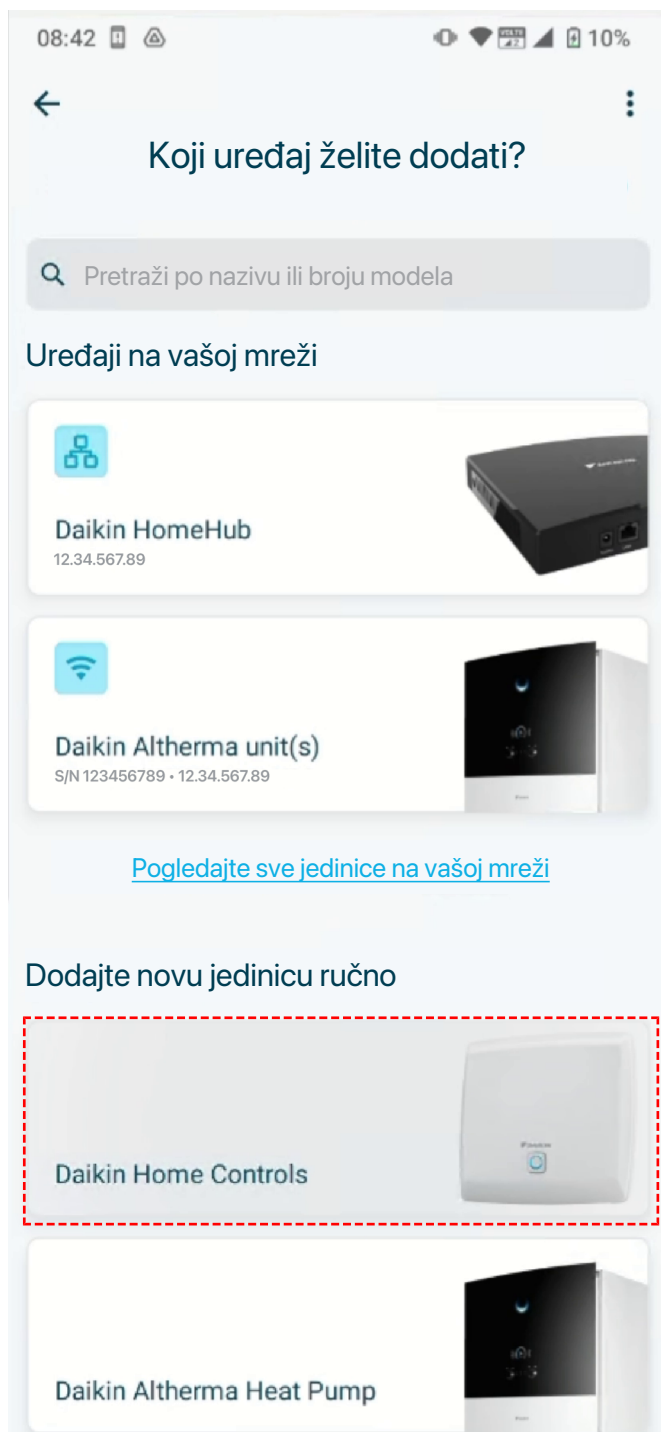 08:42 10%
Koji uređaj želite dodati?
Pretraži po nazivu ili broju modela
Uređaji na vašoj mreži
Daikin HomeHub
12.34.567.89
Daikin Altherma unit(s)
S/N 123456789 • 12.34.567.89
Pogledajte sve jedinice na vašoj mreži
Dodajte novu jedinicu ručno
Daikin Home Controls
Daikin Altherma Heat Pump